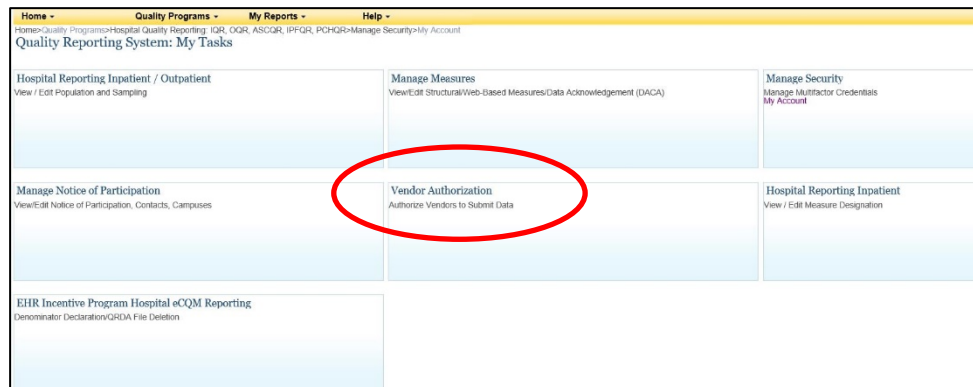 Home Quality Programs My Reports Help
Home>Quality Programs>Hospital Quality Reporting: IQR, OQR, ASCQR, IPFQR, PCHQR>Manage Security>My Account
Quality Reporting System: My Tasks
Hospital Reporting Inpatient / Outpatient
View / Edit Population and Sampling
Manage Measures
View/Edit Structural/Web-Based Measures/Data Acknowledgement (DACA)
Manage Security
Manage Multifactor Credentials
My Account
Manage Notice of Participation
View/Edit Notice of Participation, Contacts, Campuses
Vendor Authorization
Authorize Vendors to Submit Data
Hospital Reporting Inpatient
View / Edit Measure Designation
EHR Incentive Program Hospital eCQM Reporting
Denominator Declaration/QRDA File Deletion